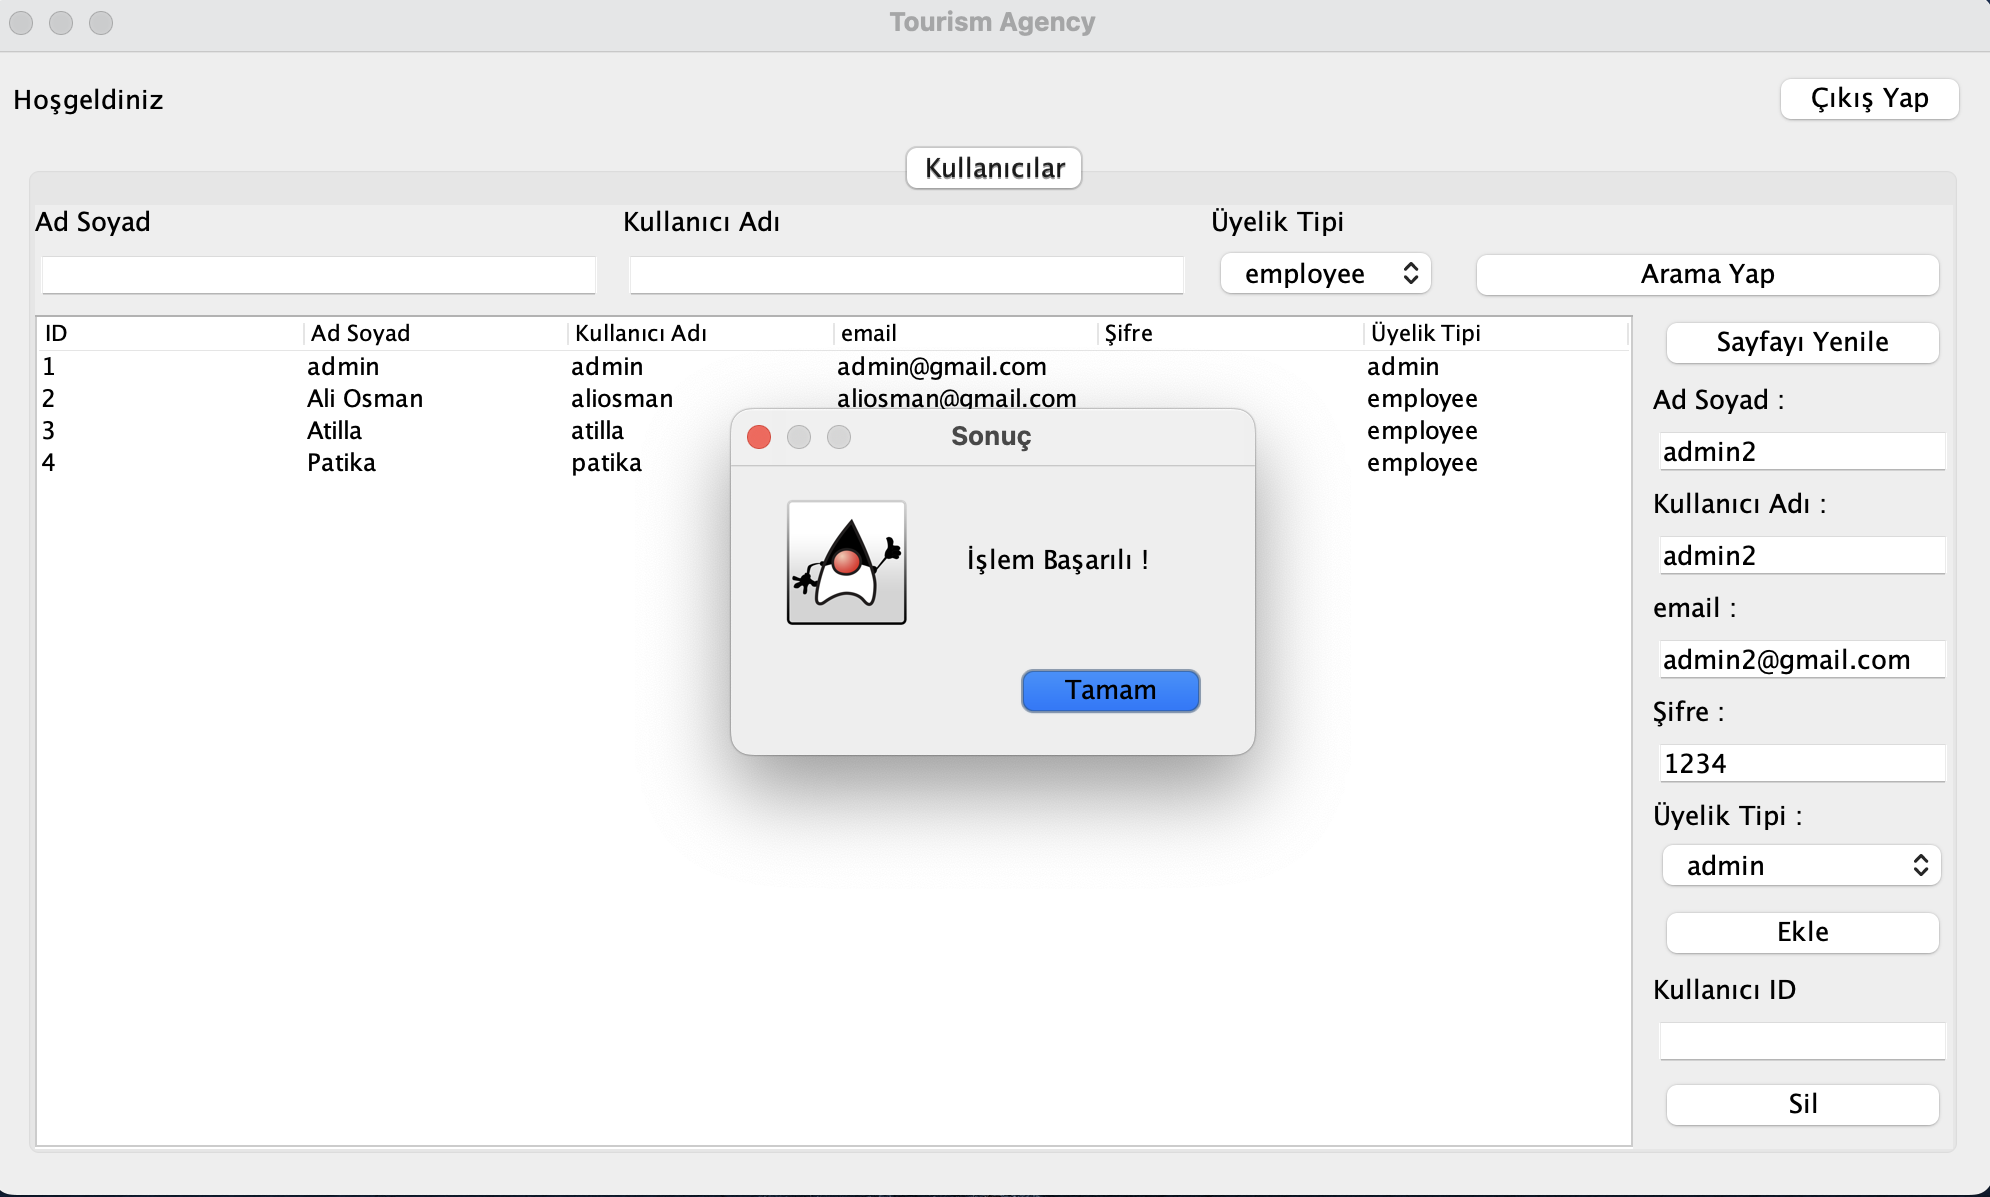 Tourism Agency
Hoşgeldiniz
Çıkış Yap
Kullanıcılar
Ad Soyad Kullanıcı Adı Üyelik Tipi
employee Arama Yap
ID Ad Soyad Kullanıcı Adı email Şifre Üyelik Tipi
1 admin admin admin@gmail.com admin
2 Ali Osman aliosman aliosman@gmail.com employee
3 Atilla atilla employee
4 Patika patika employee
Sonuç
İşlem Başarılı !
Tamam
Sayfayı Yenile
Ad Soyad :
admin2
Kullanıcı Adı :
admin2
email :
admin2@gmail.com
Şifre :
1234
Üyelik Tipi :
admin
Ekle
Kullanıcı ID
Sil